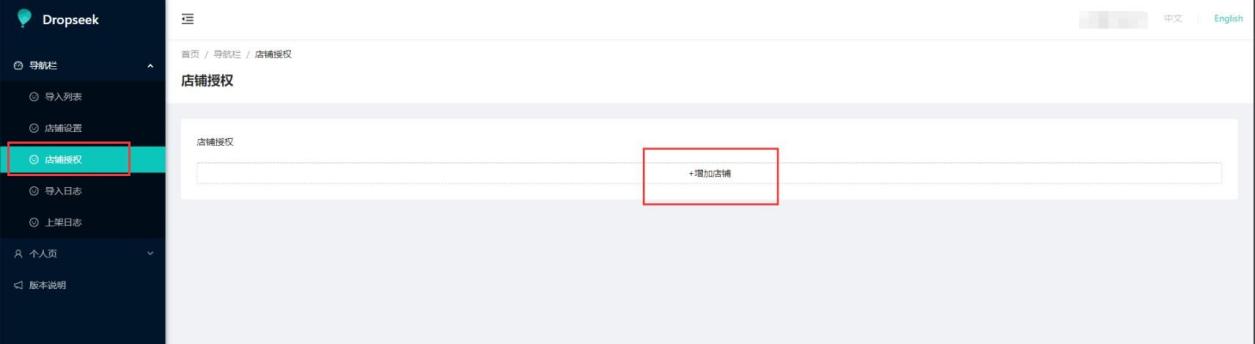 Dropseek
中文
English
导航栏
导入列表
店铺设置
店铺授权
导入日志
上架日志
个人页
版本说明
首页 / 导航栏 / 店铺授权
店铺授权
店铺授权
+增加店铺